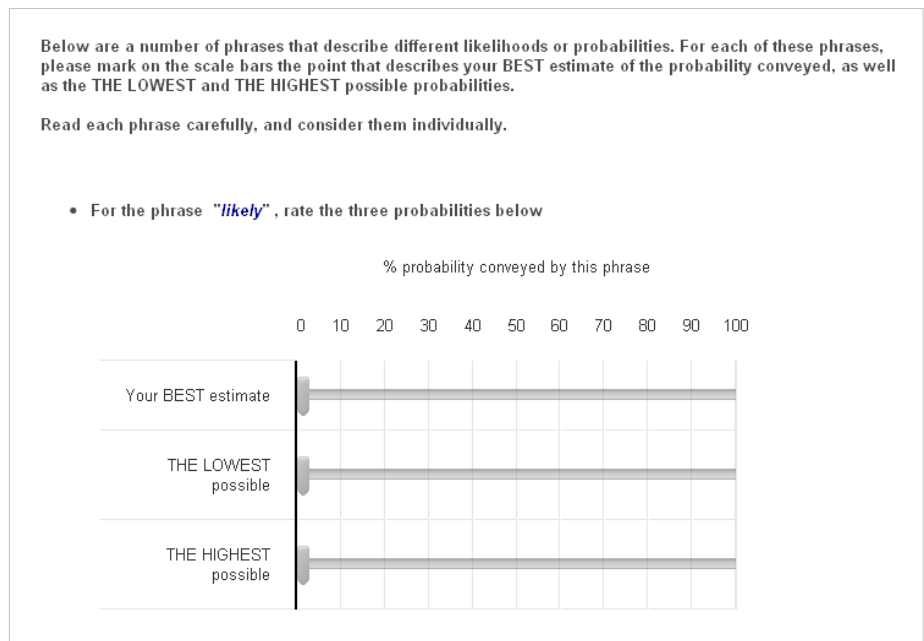 Below are a number of phrases that describe different likelihoods or probabilities. For each of these phrases,
please mark on the scale bars the point that describes your BEST estimate of the probability conveyed, as well
as the THE LOWEST and THE HIGHEST possible probabilities.
Read each phrase carefully, and consider them individually.
• For the phrase "likely" , rate the three probabilities below
% probability conveyed by this phrase
0 10 20 30 40 50 60 70 80 90 100
Your BEST estimate
THE LOWEST
possible
THE HIGHEST
possible